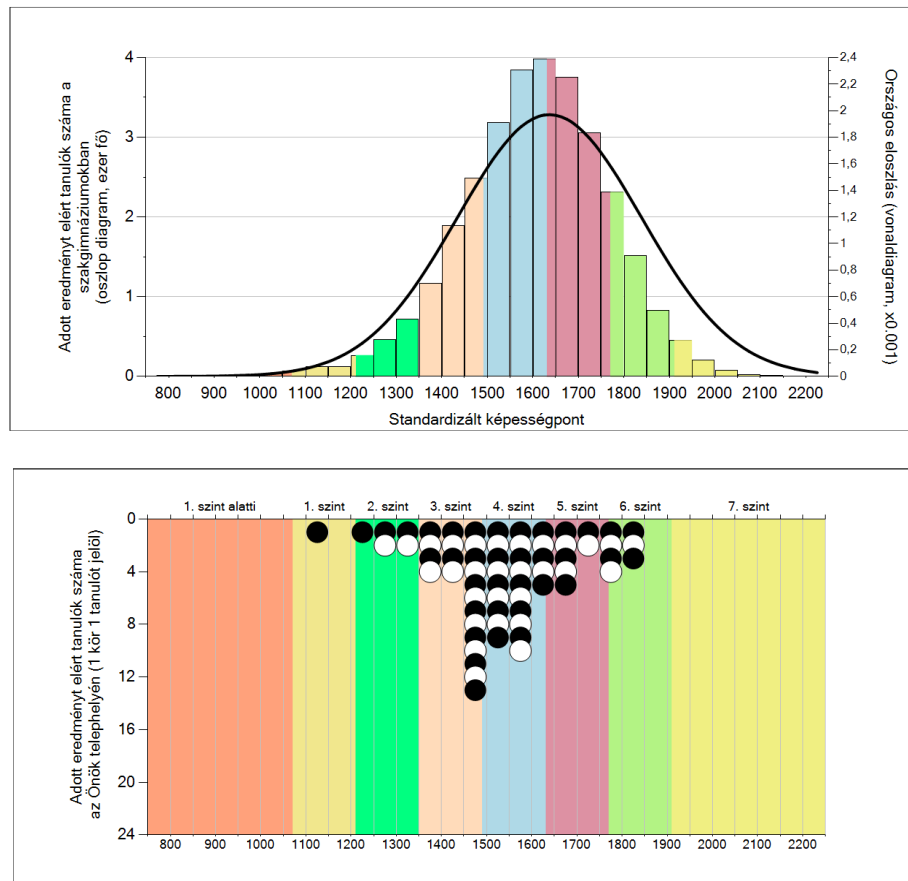 Adott eredményt elért tanulók száma a
szakgimnáziumokban
(oszlop diagram, ezer fő)
4
3
2
1
0
2,4
2,2
2
1,8
1,6
1,4
1,2
1
0,8
0,6
0,4
0,2
0
Országos eloszlás (vonaldiagram, x0.001)
800 900 1000 1100 1200 1300 1400 1500 1600 1700 1800 1900 2000 2100 2200
Standardizált képességpont
1. szint alatti 1. szint 2. szint 3. szint 4. szint 5. szint 6. szint 7. szint
Adott eredményt elért tanulók száma
az Önök telephelyén (1 kör 1 tanulót jelöl)
0
4
8
12
16
20
24
800 900 1000 1100 1200 1300 1400 1500 1600 1700 1800 1900 2000 2100 2200